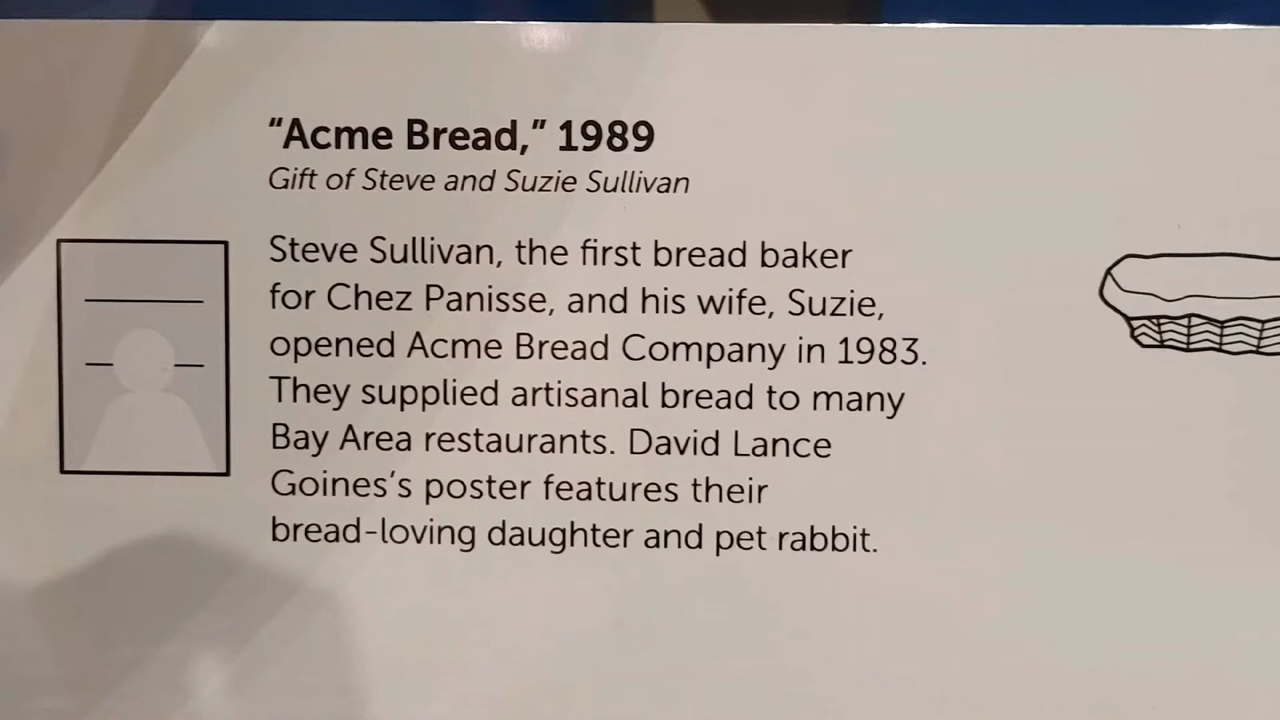 “Acme Bread,” 1989
Gift of Steve and Suzie Sullivan
Steve Sullivan, the first bread baker
for Chez Panisse, and his wife, Suzie,
opened Acme Bread Company in 1983.
They supplied artisanal bread to many
Bay Area restaurants. David Lance
Goines’s poster features their
bread-loving daughter and pet rabbit.